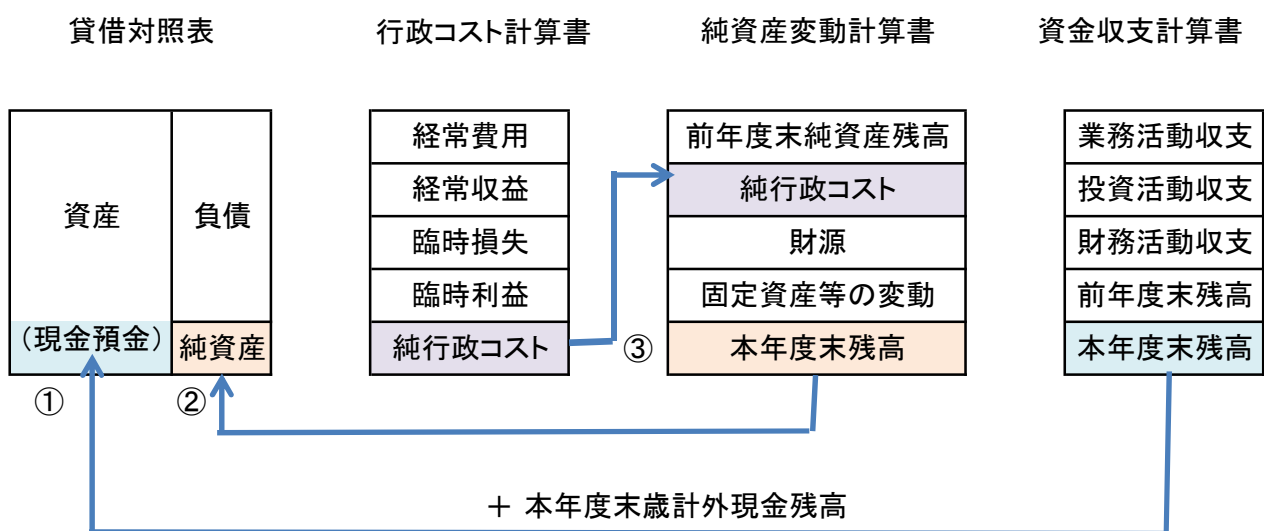 貸借対照表
行政コスト計算書
純資産変動計算書
資金収支計算書
資産
負債
(現金預金)
純資産
①
②
経常費用
経常収益
臨時損失
臨時利益
純行政コスト
③
前年度末純資産残高
純行政コスト
財源
固定資産等の変動
本年度末残高
業務活動収支
投資活動収支
財務活動収支
前年度末残高
本年度末残高
＋ 本年度末歳計外現金残高